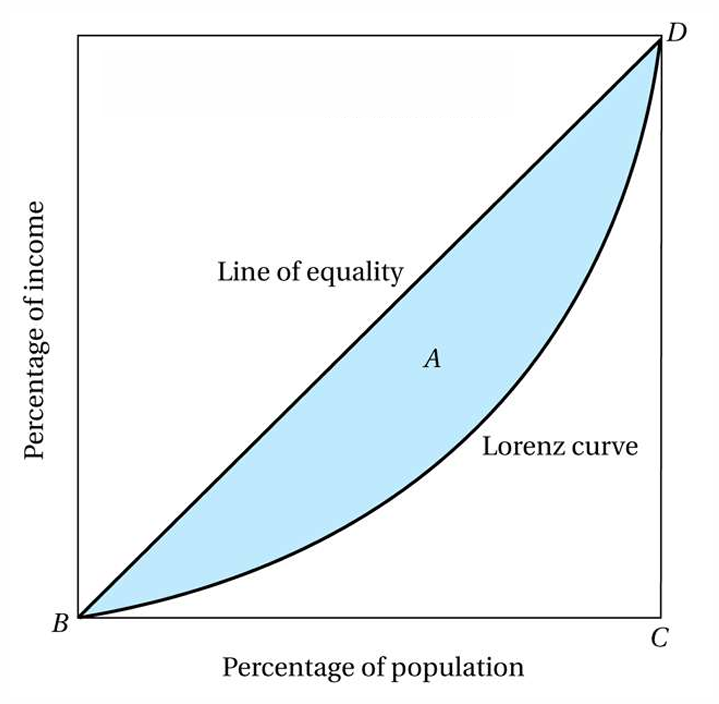 D
Percentage of income
Line of equality
A
Lorenz curve
B
C
Percentage of population